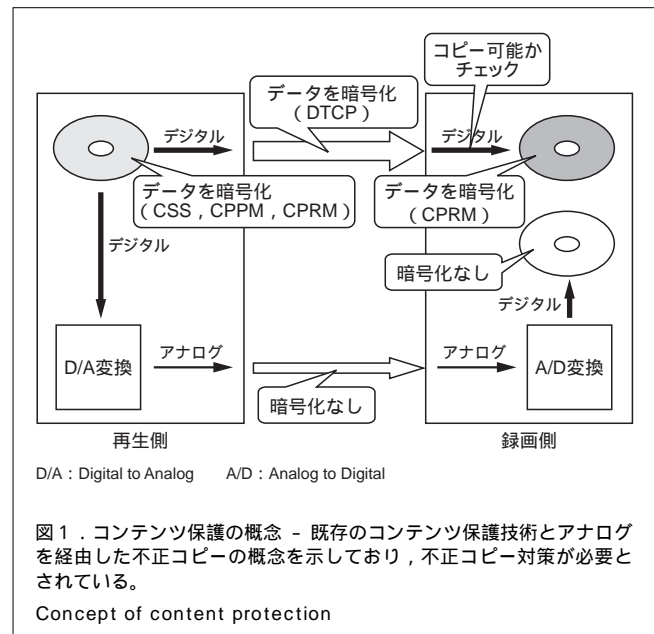 コピー可能か
チェック
データを暗号化
（DTCP）
デジタル
デジタル
データを暗号化
（CSS，CPPM，CPRM）
データを暗号化
（CPRM）
デジタル
暗号化なし
デジタル
D/A変換
アナログ
アナログ
A/D変換
暗号化なし
再生側
録画側
D/A：Digital to Analog A/D：Analog to Digital
図1．コンテンツ保護の概念 － 既存のコンテンツ保護技術とアナログ
を経由した不正コピーの概念を示しており，不正コピー対策が必要と
されている。
Concept of content protection